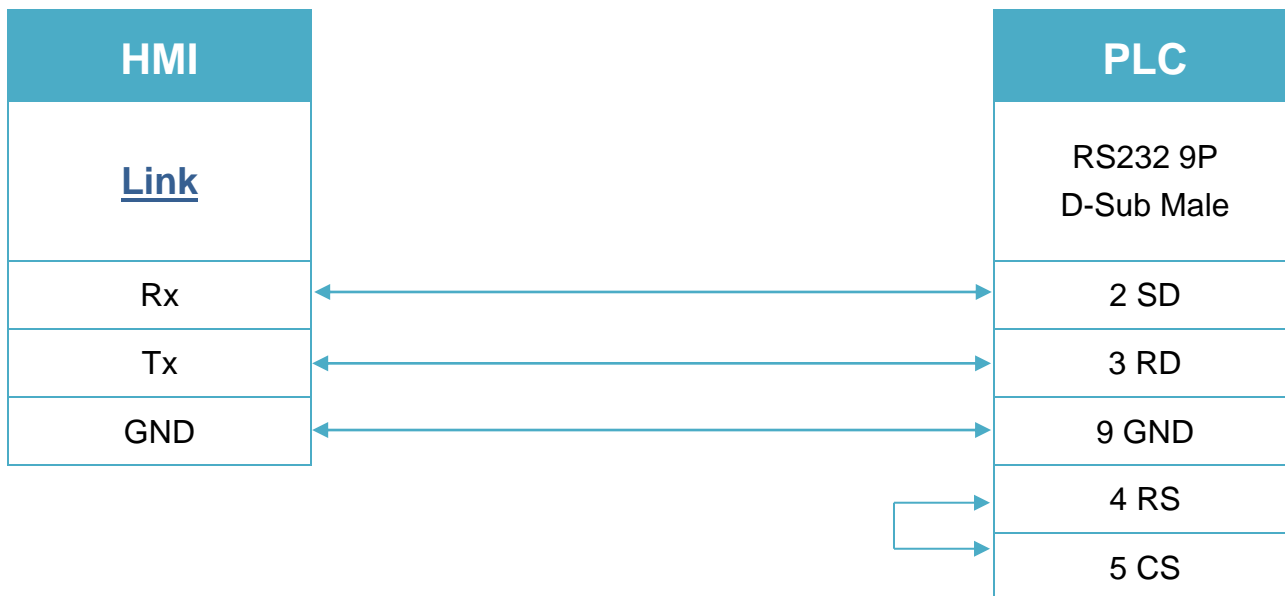 HMI
PLC
Link
RS232 9P
D-Sub Male
Rx
2 SD
Tx
3 RD
GND
9 GND
4 RS
5 CS